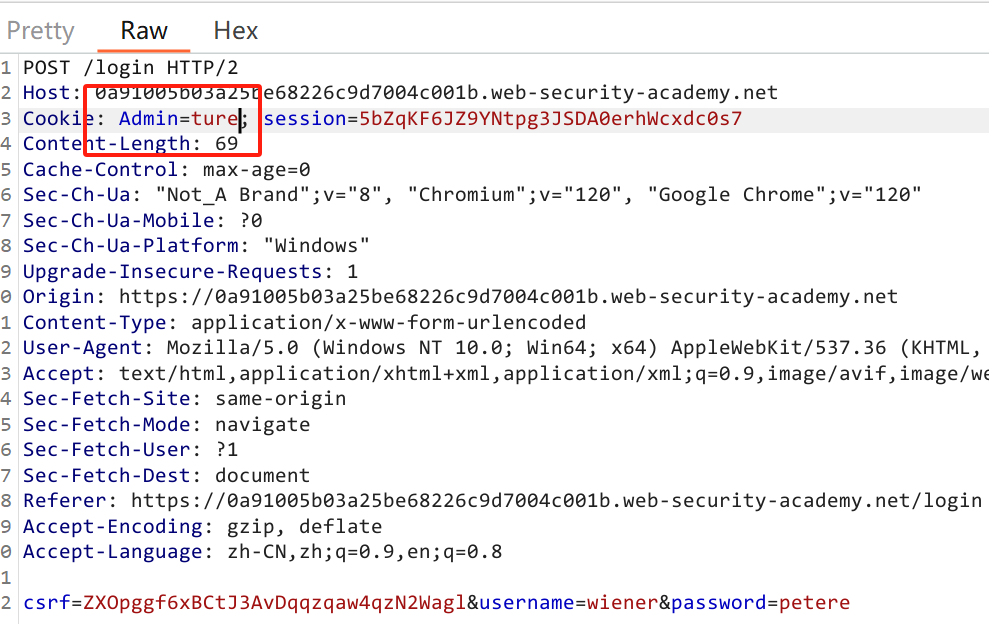 Pretty Raw Hex
1 POST /login HTTP/2
2 Host: 0a91005b03a25be68226c9d7004c001b.web-security-academy.net
3 Cookie: Admin=ture; session=5bZqKF6JZ9YNtpg3JSDA0erhWcxdc0s7
4 Content-Length: 69
5 Cache-Control: max-age=0
6 Sec-Ch-Ua: "Not_A Brand";v="8", "Chromium";v="120", "Google Chrome";v="120"
7 Sec-Ch-Ua-Mobile: ?0
8 Sec-Ch-Ua-Platform: "Windows"
9 Upgrade-Insecure-Requests: 1
0 Origin: https://0a91005b03a25be68226c9d7004c001b.web-security-academy.net
1 Content-Type: application/x-www-form-urlencoded
2 User-Agent: Mozilla/5.0 (Windows NT 10.0; Win64; x64) AppleWebKit/537.36 (KHTML,
3 Accept: text/html,application/xhtml+xml,application/xml;q=0.9,image/avif,image/we
4 Sec-Fetch-Site: same-origin
5 Sec-Fetch-Mode: navigate
6 Sec-Fetch-User: ?1
7 Sec-Fetch-Dest: document
8 Referer: https://0a91005b03a25be68226c9d7004c001b.web-security-academy.net/login
9 Accept-Encoding: gzip, deflate
0 Accept-Language: zh-CN,zh;q=0.9,en;q=0.8
1
2 csrf=ZXOpggf6xBCtJ3AvDqqzqaw4qzN2Wagl&username=wiener&password=petere